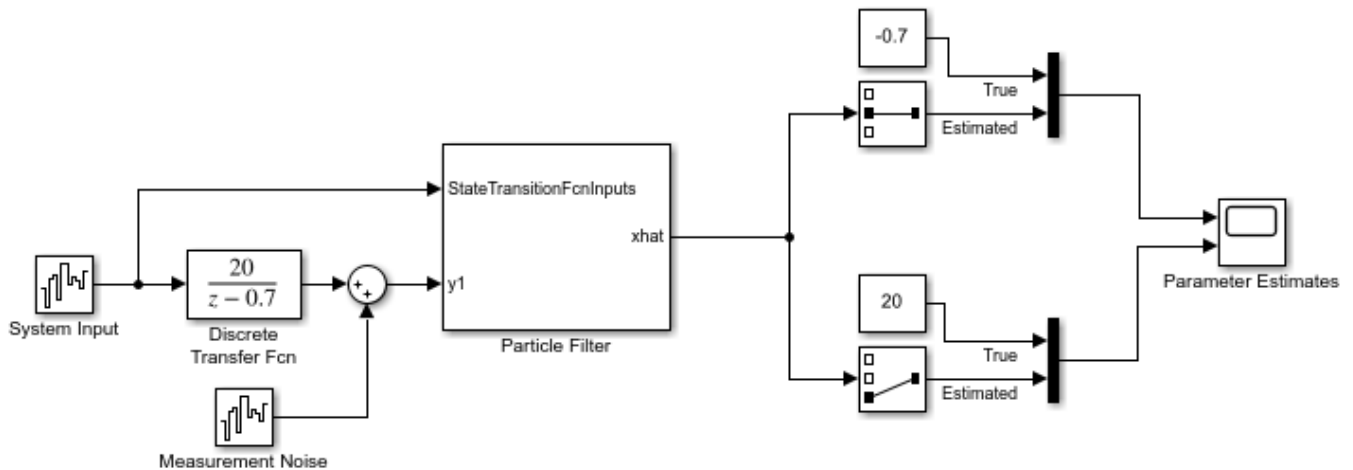 -0.7
True
Estimated
StateTransitionFcnInputs
xhat
y1
Particle Filter
System Input
20
z − 0.7
Discrete
Transfer Fcn
Measurement Noise
20
True
Estimated
Parameter Estimates